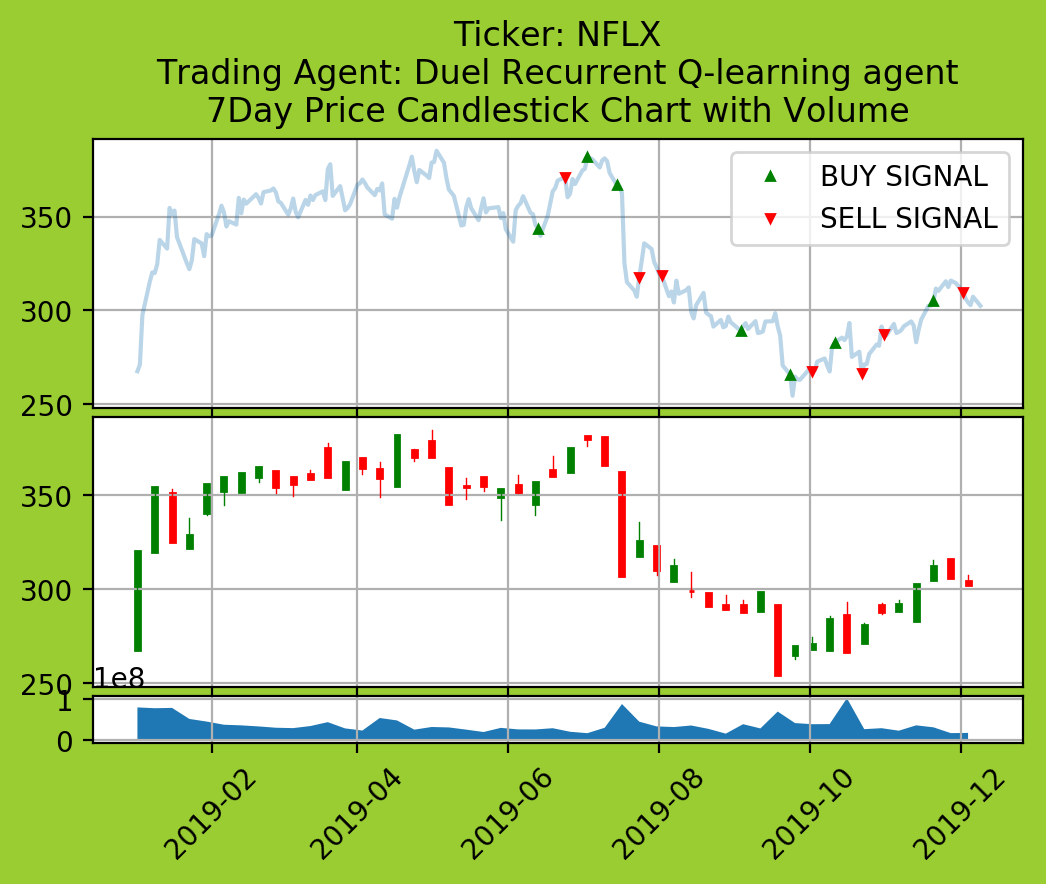 Ticker: NFLX
Trading Agent: Duel Recurrent Q-learning agent
7Day Price Candlestick Chart with Volume
BUY SIGNAL
SELL SIGNAL
350
300
250
350
300
250
1e8
1
0
2019-02
2019-04
2019-06
2019-08
2019-10
2019-12